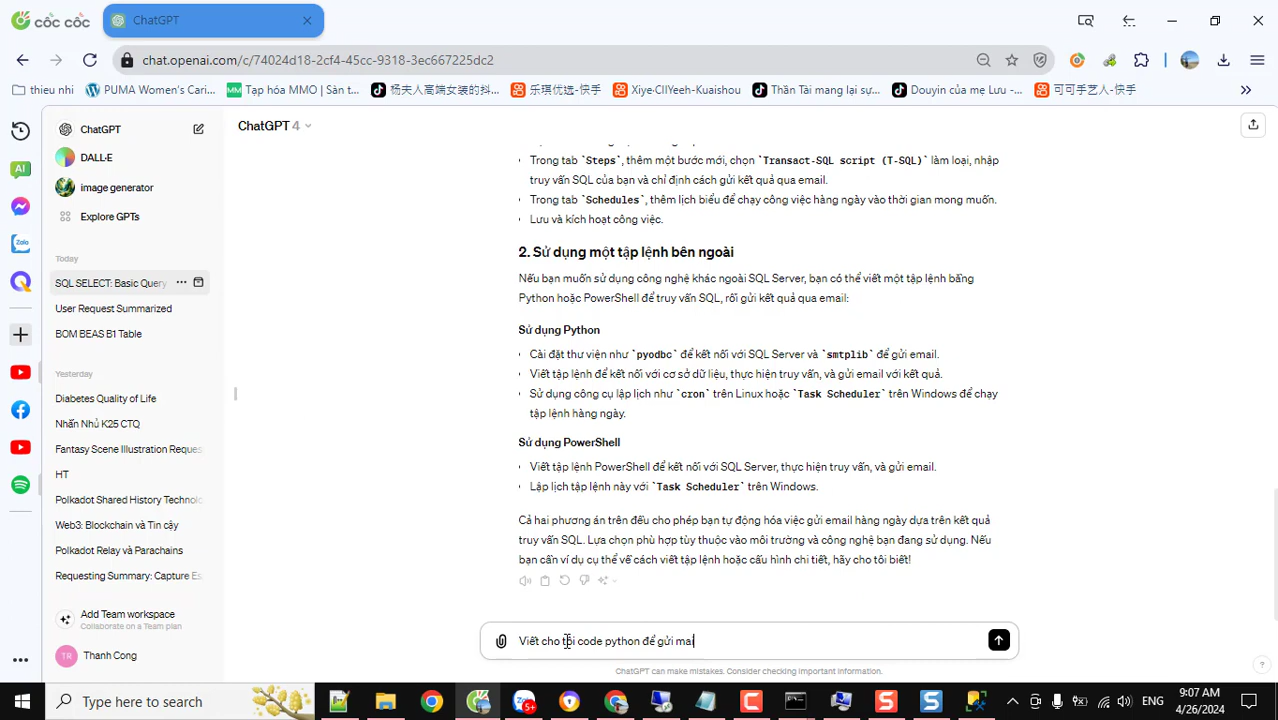 cốc cốc
ChatGPT
chat.openai.com/c/74024d18-2cf4-45cc-9318-3ec667225dc2
thieu nhi
PUMA Women's Cari...
Tạp hóa MMO | Sàn t...
杨夫人高端女装的抖...
乐琪优选-快手
Xiye·CIIYeeh-Kuaishou
Thần Tài mang lại sự...
Douyin của mẹ Lưu -...
可可手艺人-快手
ChatGPT
DALL·E
image generator
Explore GPTs
Today
SQL SELECT: Basic Query
User Request Summarized
BOM BEAS B1 Table
Yesterday
Diabetes Quality of Life
Nhấn Nhủ K25 CTQ
Fantasy Scene Illustration Reques
HT
Polkadot Shared History Technolo
Web3: Blockchain và Tin cậy
Polkadot Relay và Parachains
Requesting Summary: Capture Es
Add Team workspace
Collaborate on a Team plan
TR
Thanh Cong
ChatGPT 4
Trong tab `Steps`, thêm một bước mới, chọn `Transact-SQL script (T-SQL)` làm loại, nhập
truy vấn SQL của bạn và chỉ định cách gửi kết quả qua email.
Trong tab `Schedules`, thêm lịch biểu để chạy công việc hàng ngày vào thời gian mong muốn.
Lưu và kích hoạt công việc.
2. Sử dụng một tập lệnh bên ngoài
Nếu bạn muốn sử dụng công nghệ khác ngoài SQL Server, bạn có thể viết một tập lệnh bằng
Python hoặc PowerShell để truy vấn SQL, rồi gửi kết quả qua email:
Sử dụng Python
Cài đặt thư viện như `pyodbc` để kết nối với SQL Server và `smtplib` để gửi email.
Viết tập lệnh để kết nối với cơ sở dữ liệu, thực hiện truy vấn, và gửi email với kết quả.
Sử dụng công cụ lập lịch như `cron` trên Linux hoặc `Task Scheduler` trên Windows để chạy
tập lệnh hàng ngày.
Sử dụng PowerShell
Viết tập lệnh PowerShell để kết nối với SQL Server, thực hiện truy vấn, và gửi email.
Lập lịch tập lệnh này với `Task Scheduler` trên Windows.
Cả hai phương án trên đều cho phép bạn tự động hóa việc gửi email hàng ngày dựa trên kết quả
truy vấn SQL. Lựa chọn phù hợp tùy thuộc vào môi trường và công nghệ bạn đang sử dụng. Nếu
bạn cần ví dụ cụ thể về cách viết tập lệnh hoặc cấu hình chi tiết, hãy cho tôi biết!
Viết cho tôi code python để gửi mai
ChatGPT can make mistakes. Consider checking important information.
Type here to search
ENG
9:07 AM
4/26/2024